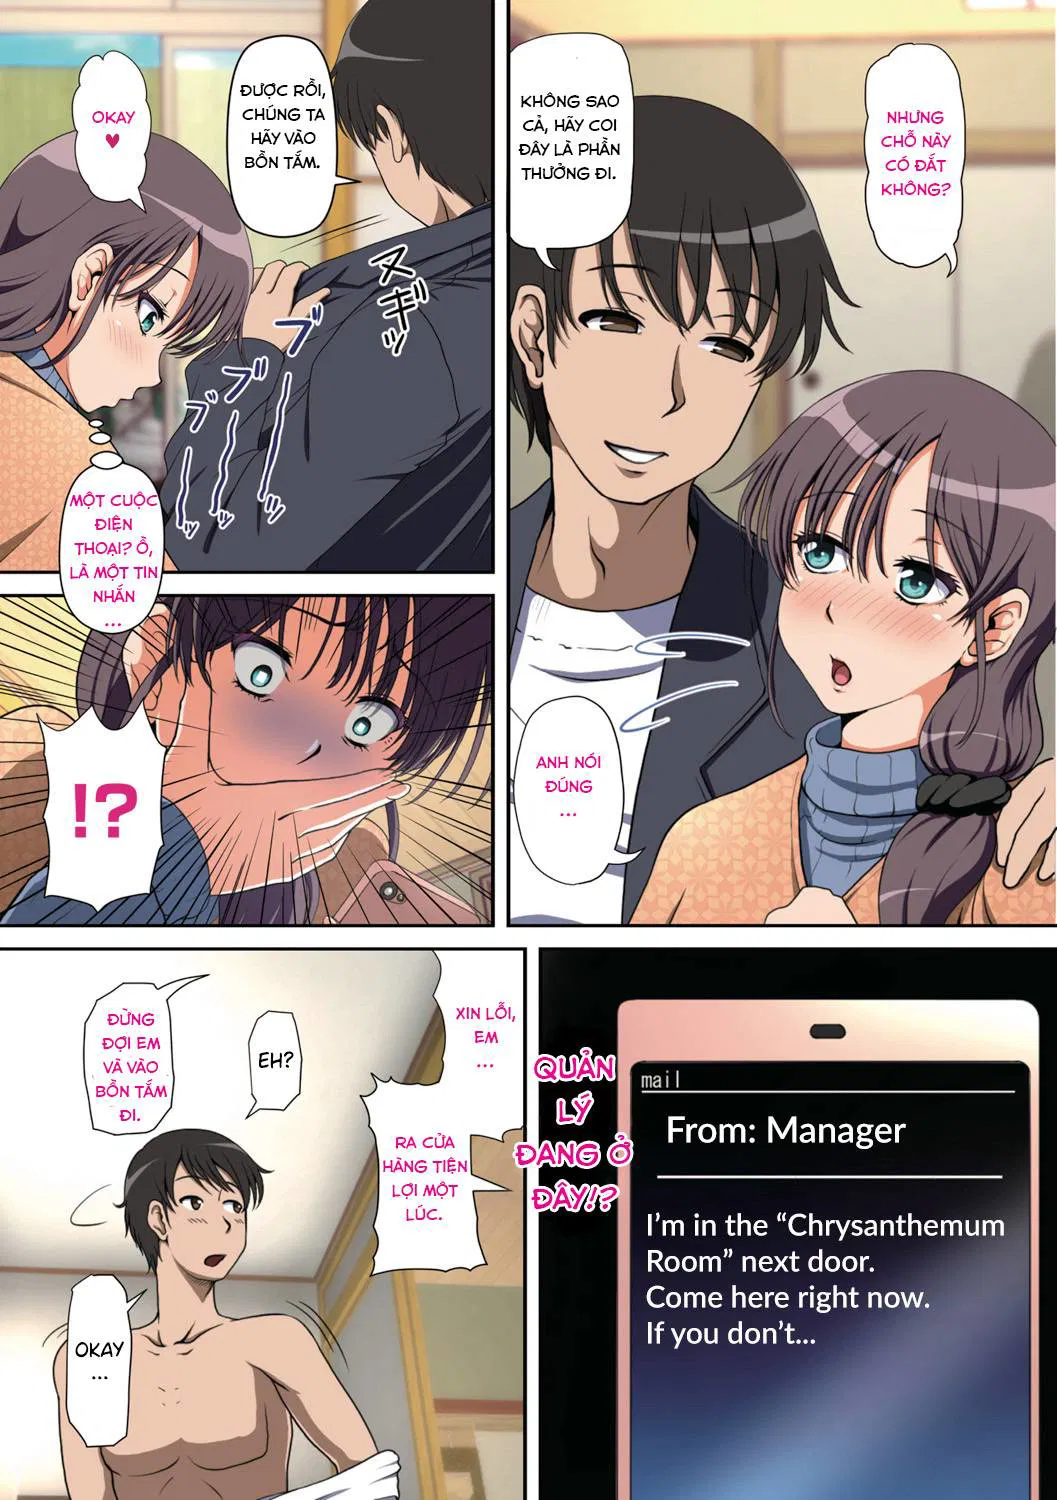 NHƯNG
CHỖ NÀY
CÓ ĐẮT
KHÔNG?
KHÔNG SAO
CẢ, HÃY COI
ĐÂY LÀ PHẦN
THƯỞNG ĐI.
ANH NÓI
ĐÚNG
...
ĐƯỢC RỒI,
CHÚNG TA
HÃY VÀO
BỒN TẮM.
OKAY
♥
ヌギッ
ブブブ
MỘT CUỘC
ĐIỆN
THOẠI? Ồ,
LÀ MỘT TIN
NHẮN
...
!?
mail
From: Manager
I’m in the “Chrysanthemum
Room” next door.
Come here right now.
If you don’t...
QUẢN
LÝ
ĐANG Ở
ĐÂY!?
XIN LỖI,
EM
...
RA CỬA
HÀNG TIỆN
LỢI MỘT
LÚC.
EH?
ĐỪNG
ĐỢI EM
VÀ VÀO
BỒN TẮM
ĐI.
OKAY
...